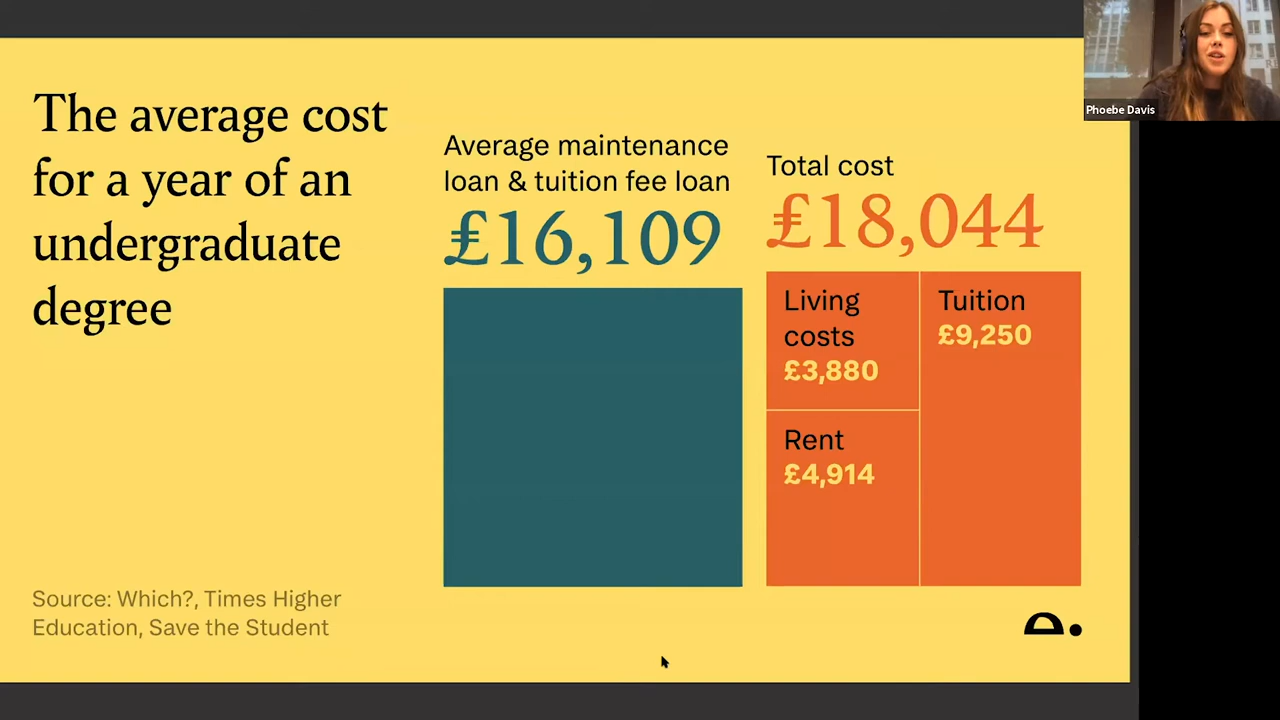 The average cost
for a year of an
undergraduate
degree
Average maintenance
loan & tuition fee loan
£16,109
Total cost
£18,044
Living
costs
£3,880
Tuition
£9,250
Rent
£4,914
Source: Which?, Times Higher
Education, Save the Student
Phoebe Davis